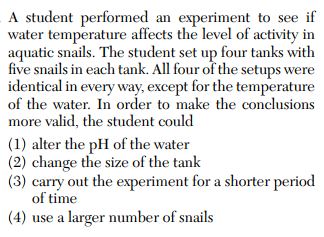 A student performed an experiment to see if
water temperature affects the level of activity in
aquatic snails. The student set up four tanks with
five snails in each tank. All four of the setups were
identical in every way, except for the temperature
of the water. In order to make the conclusions
more valid, the student could
(1) alter the pH of the water
(2) change the size of the tank
(3) carry out the experiment for a shorter period
of time
(4) use a larger number of snails